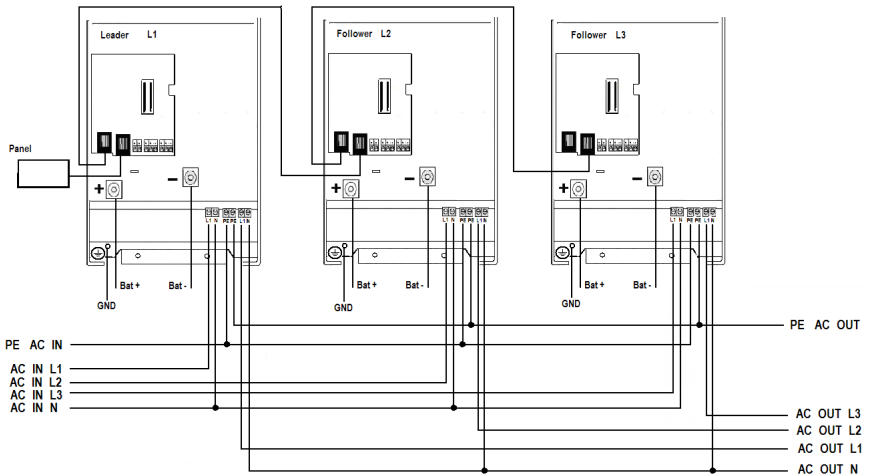 Leader L1
Follower L2
Follower L3
Panel
+ −
+ −
+ −
L1 N PE PE L1 N
L1 N PE PE L1 N
L1 N PE PE L1 N
Bat + Bat -
Bat + Bat -
Bat + Bat -
GND
GND
GND
PE AC OUT
PE AC IN
AC IN L1
AC IN L2
AC IN L3
AC IN N
AC OUT L3
AC OUT L2
AC OUT L1
AC OUT N